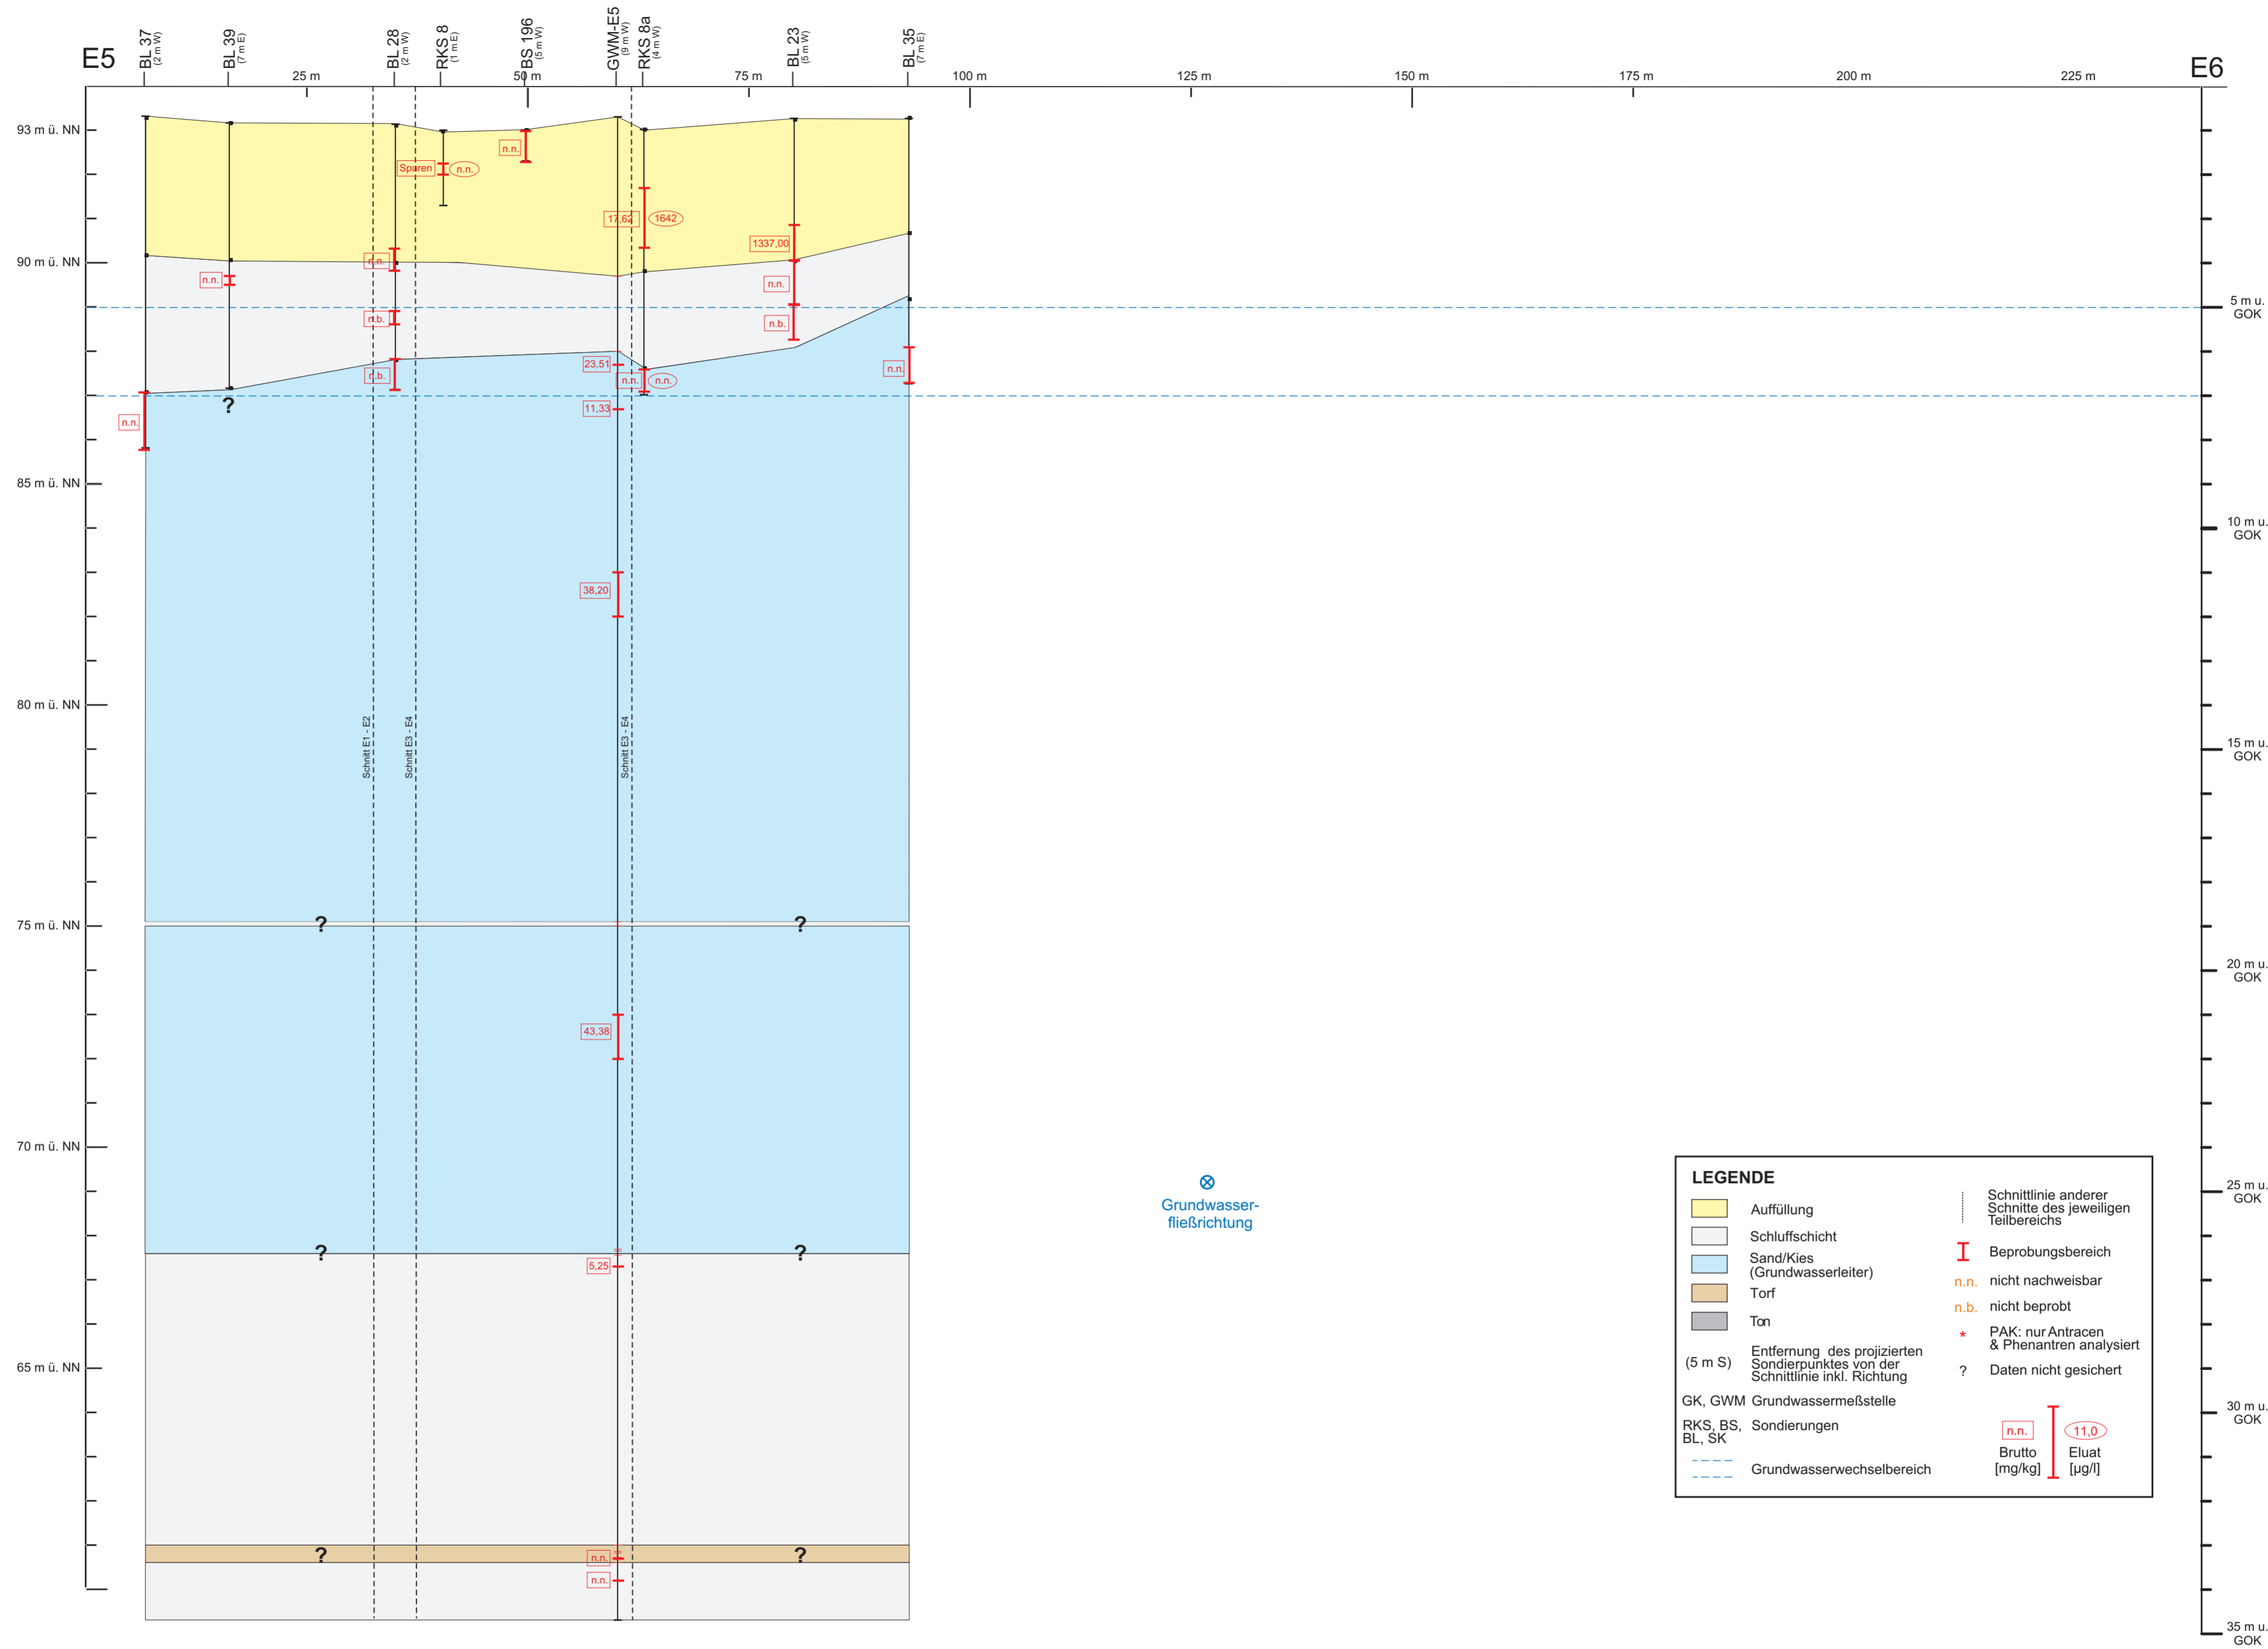 E5
BL 37
(2 m W)
BL 39
(7 m E)
BL 28
(2 m W)
RKS 8
(1 m E)
BS 196
(5 m W)
GWM-E5
(9 m W)
RKS 8a
(4 m W)
BL 23
(5 m W)
BL 35
(7 m E)
E6
25 m
50 m
75 m
100 m
125 m
150 m
175 m
200 m
225 m
93 m ü. NN
90 m ü. NN
85 m ü. NN
80 m ü. NN
75 m ü. NN
70 m ü. NN
65 m ü. NN
n.n.
Spuren
n.n.
17,62
1642
1337,00
n.n.
n.n.
n.n.
n.b.
n.b.
n.b.
23,51
n.n.
n.n.
n.n.
?
11,33
n.n.
38,20
Schnitt E1 - E2
Schnitt E3 - E4
Schnitt E3 - E4
?
?
43,38
?
?
5,25
?
?
n.n.
n.n.
5 m u.
GOK
10 m u.
GOK
15 m u.
GOK
20 m u.
GOK
25 m u.
GOK
30 m u.
GOK
35 m u.
GOK
Grundwasser-
fließrichtung
LEGENDE
Auffüllung
Schluffschicht
Sand/Kies
(Grundwasserleiter)
Torf
Ton
(5 m S)
Entfernung des projizierten
Sondierpunktes von der
Schnittlinie inkl. Richtung
GK, GWM Grundwassermeßstelle
RKS, BS, Sondierungen
BL, SK
Grundwasserwechselbereich
Schnittlinie anderer
Schnitte des jeweiligen
Teilbereichs
Beprobungsbereich
n.n. nicht nachweisbar
n.b. nicht beprobt
* PAK: nur Antracen
& Phenantren analysiert
? Daten nicht gesichert
n.n. 11,0
Brutto Eluat
[mg/kg] [µg/l]